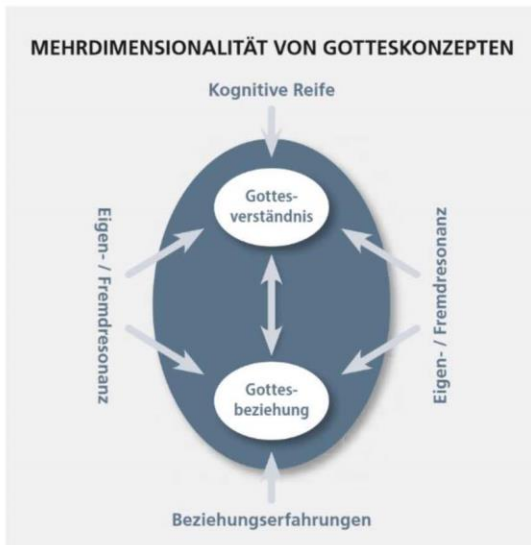 MEHRDIMENSIONALITÄT VON GOTTESKONZEPTEN
Kognitive Reife
Gottes-
verständnis
Eigen- / Fremdresonanz
Eigen- / Fremdresonanz
Gottes-
beziehung
Beziehungserfahrungen